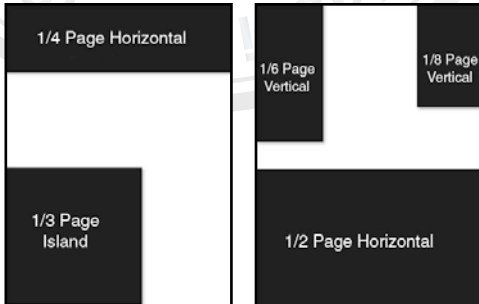 1/4 Page Horizontal
1/3 Page
Island
1/6 Page
Vertical
1/8 Page
Vertical
1/2 Page Horizontal